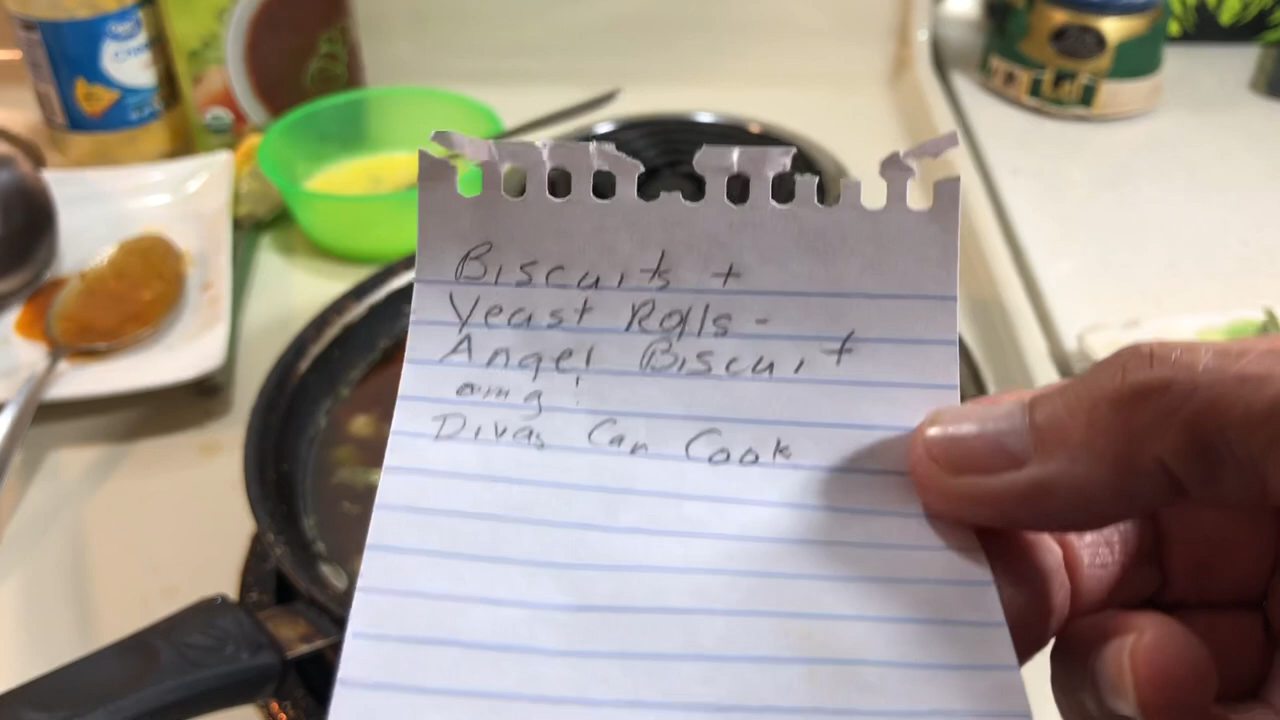 Biscuits +
Yeast Rolls -
Angel Biscuit
omg!
Divas Can Cook